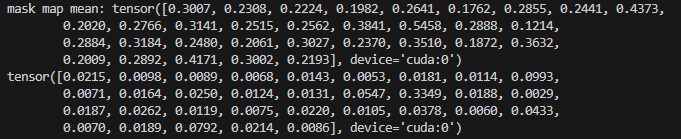 mask map mean: tensor([0.3007, 0.2308, 0.2224, 0.1982, 0.2641, 0.1762, 0.2855, 0.2441, 0.4373,
0.2020, 0.2766, 0.3141, 0.2515, 0.2562, 0.3841, 0.5458, 0.2888, 0.1214,
0.2884, 0.3184, 0.2480, 0.2061, 0.3027, 0.2370, 0.3510, 0.1872, 0.3632,
0.2009, 0.2892, 0.4171, 0.3002, 0.2193], device='cuda:0')
tensor([0.0215, 0.0098, 0.0089, 0.0068, 0.0143, 0.0053, 0.0181, 0.0114, 0.0993,
0.0071, 0.0164, 0.0250, 0.0124, 0.0131, 0.0547, 0.3349, 0.0188, 0.0029,
0.0187, 0.0262, 0.0119, 0.0075, 0.0220, 0.0105, 0.0378, 0.0060, 0.0433,
0.0070, 0.0189, 0.0792, 0.0214, 0.0086], device='cuda:0')